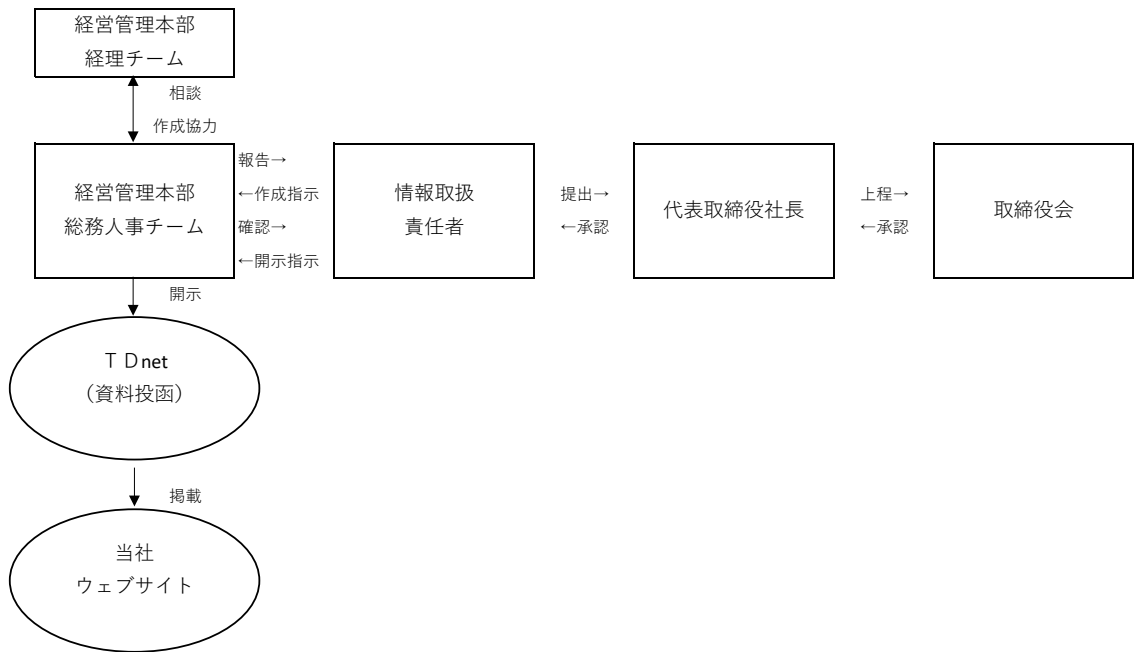 経営管理本部
経理チーム
相談
作成協力
経営管理本部
総務人事チーム
報告→
←作成指示
確認→
←開示指示
情報取扱
責任者
提出→
←承認
代表取締役社長
上程→
←承認
取締役会
開示
ＴＤnet
（資料投函）
掲載
当社
ウェブサイト